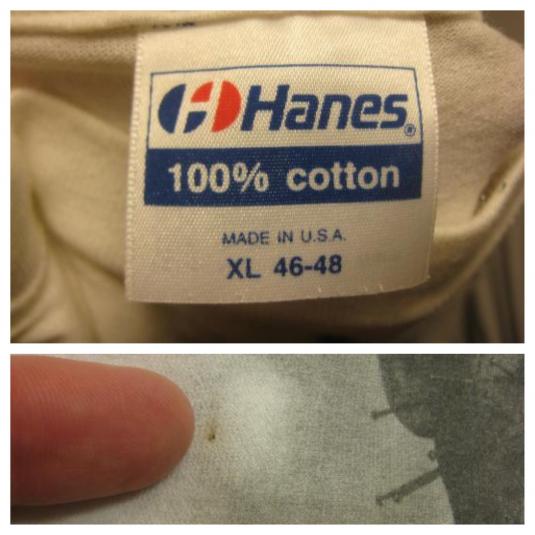 Hanes®
100% cotton
MADE IN U.S.A.
XL 46-48